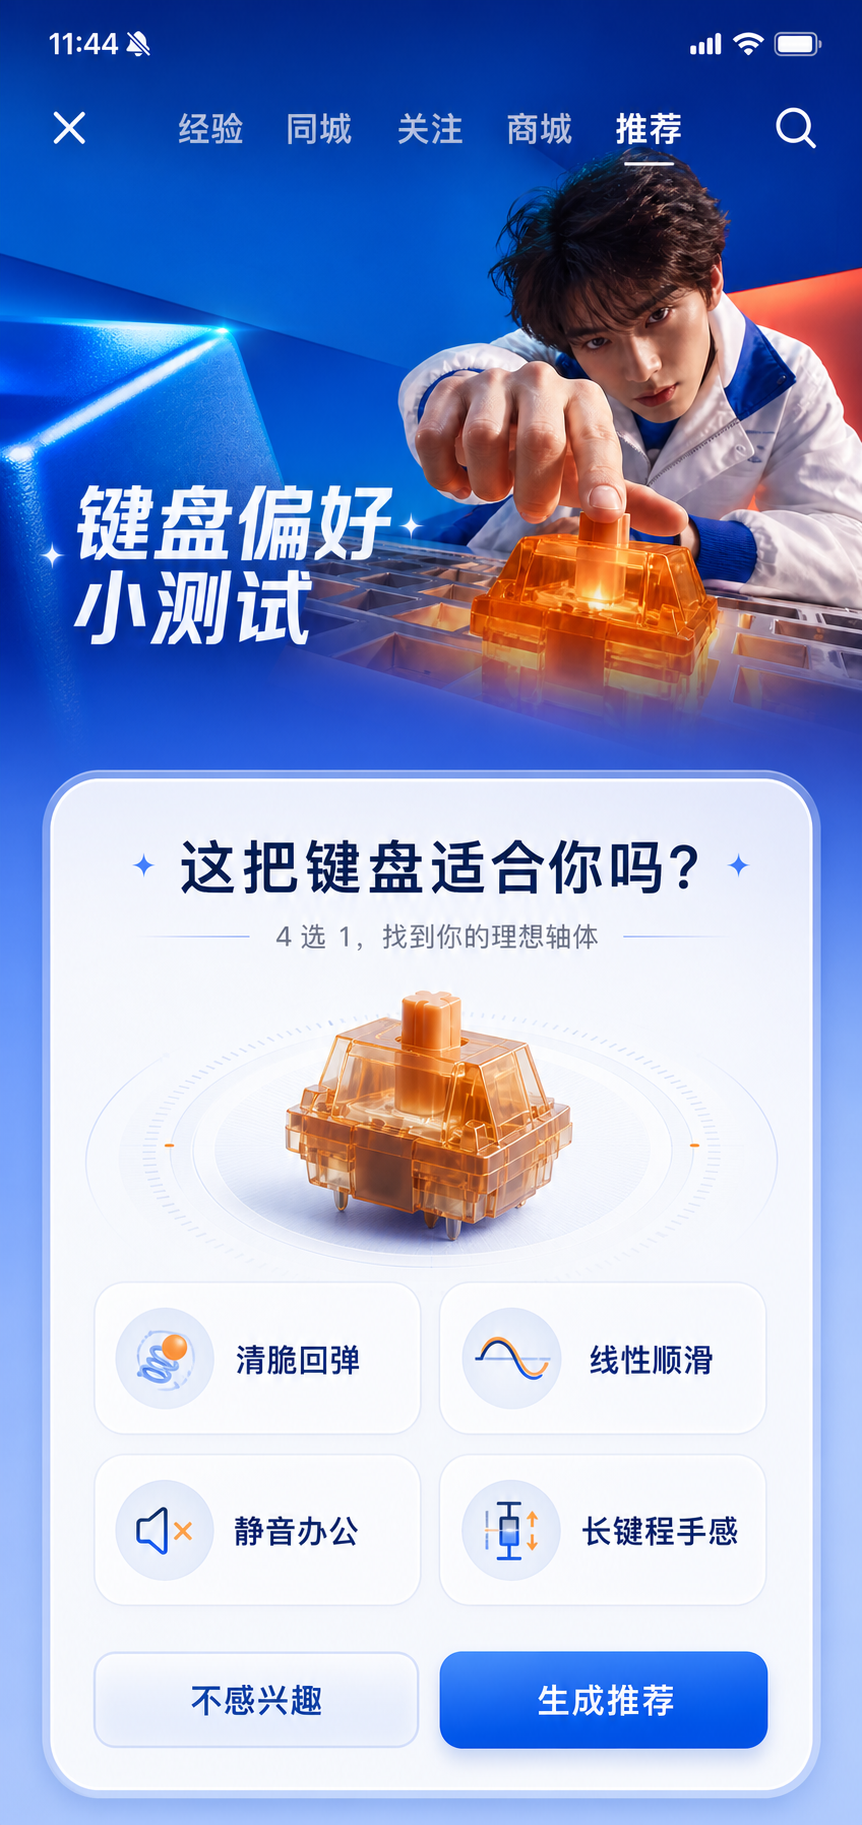 11:44
经验 同城 关注 商城 推荐
键盘偏好
小测试
这把键盘适合你吗?
4 选 1，找到你的理想轴体
清脆回弹
线性顺滑
静音办公
长键程手感
不感兴趣
生成推荐